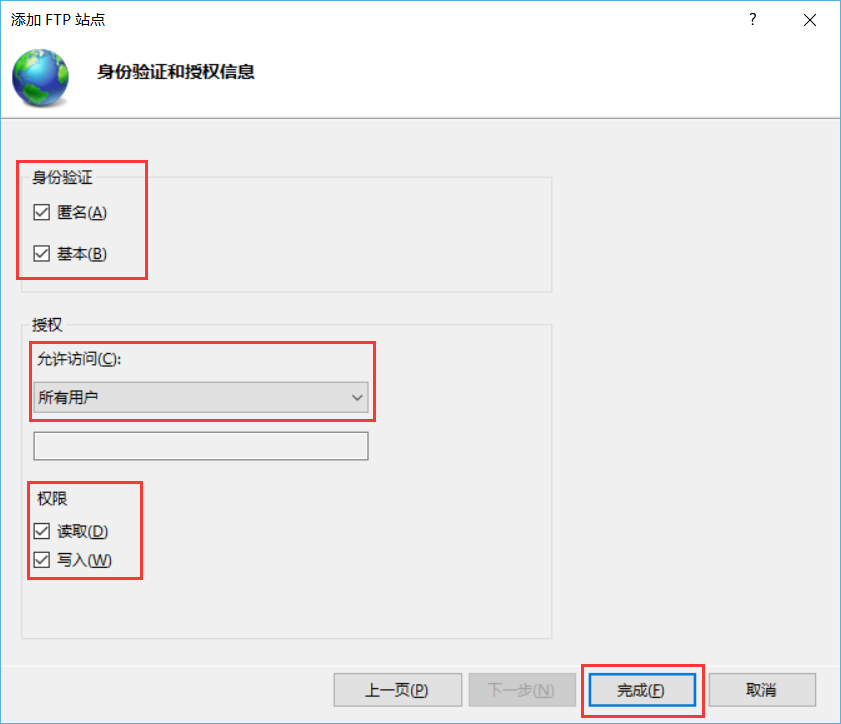 添加 FTP 站点
?
身份验证和授权信息
身份验证
匿名(A)
基本(B)
授权
允许访问(C):
所有用户
权限
读取(D)
写入(W)
上一页(P)
下一步(N)
完成(F)
取消